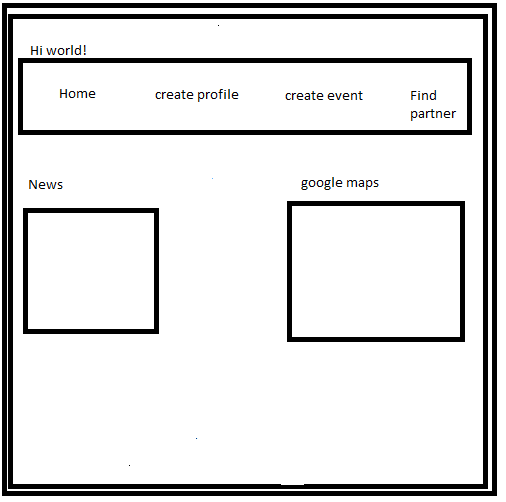 Hi world!
Home create profile create event Find
partner
News google maps